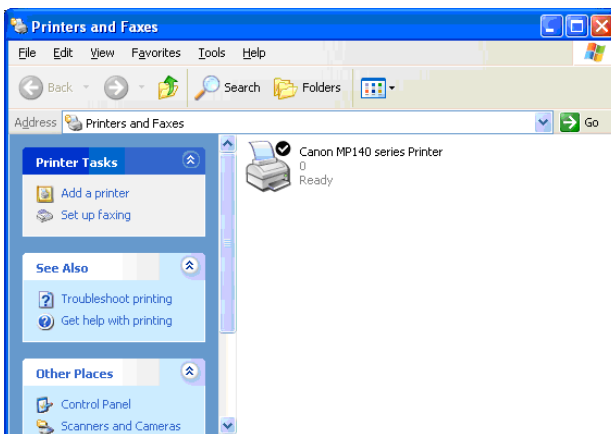 Printers and Faxes
File Edit View Favorites Tools Help
Back Search Folders
Address Printers and Faxes Go
Printer Tasks
Add a printer
Set up faxing
See Also
Troubleshoot printing
Get help with printing
Other Places
Control Panel
Scanners and Cameras
Canon MP140 series Printer
0
Ready